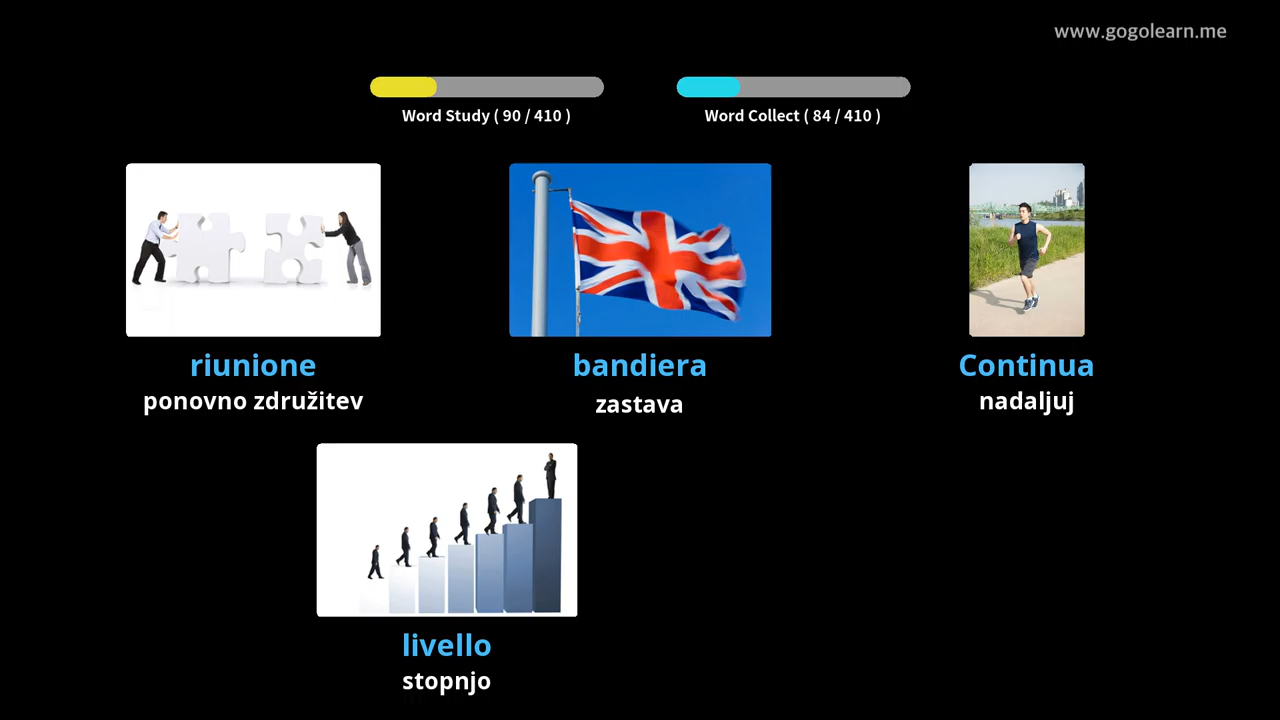 www.gogolearn.me
Word Study ( 90 / 410 )
Word Collect ( 84 / 410 )
riunione
ponovno združitev
bandiera
zastava
Continua
nadaljuj
livello
stopnjo